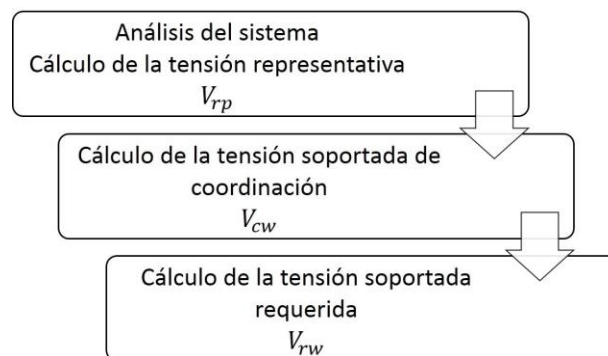 Análisis del sistema
Cálculo de la tensión representativa
V_rp
Cálculo de la tensión soportada de
coordinación
V_cw
Cálculo de la tensión soportada
requerida
V_rw